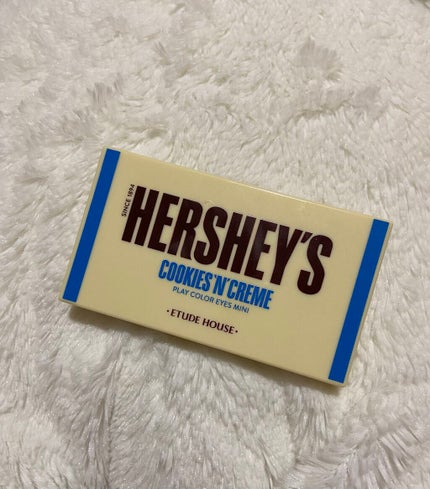 SINCE 1894
HERSHEY'S
COOKIES'N'CREME
PLAY COLOR EYES MINI
·ETUDE HOUSE·